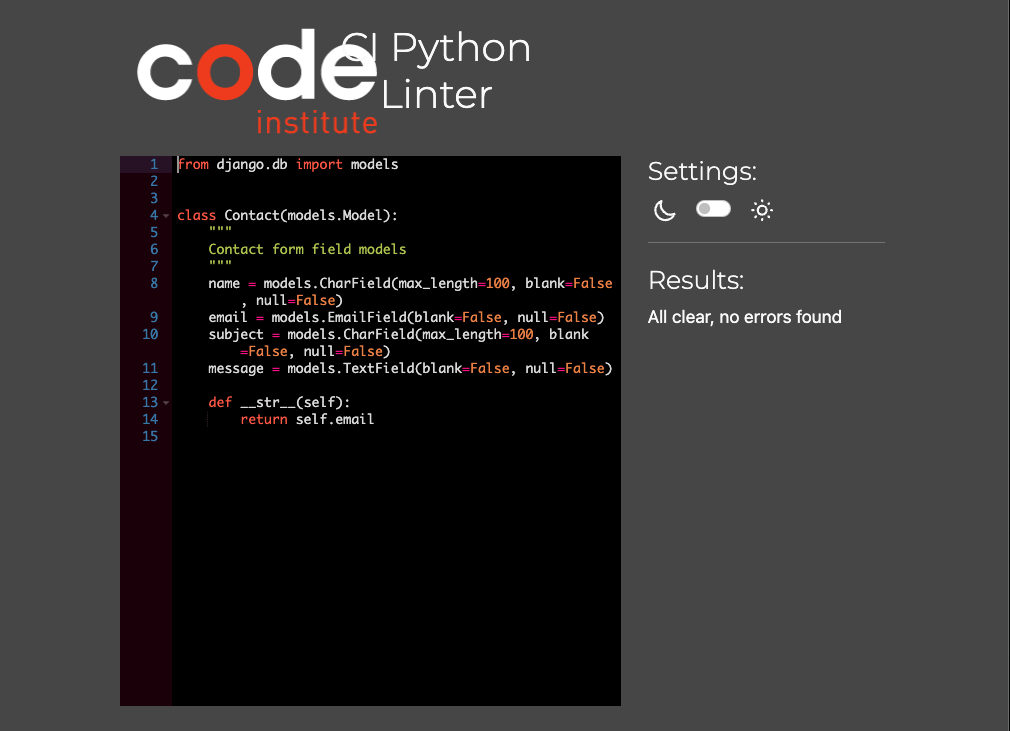 code
institute
CI Python
Linter
1 from django.db import models
2
3
4 class Contact(models.Model):
5     """
6     Contact form field models
7     """
8     name = models.CharField(max_length=100, blank=False
        , null=False)
9     email = models.EmailField(blank=False, null=False)
10     subject = models.CharField(max_length=100, blank
        =False, null=False)
11     message = models.TextField(blank=False, null=False)
12
13     def __str__(self):
14         return self.email
15
Settings:
Results:
All clear, no errors found